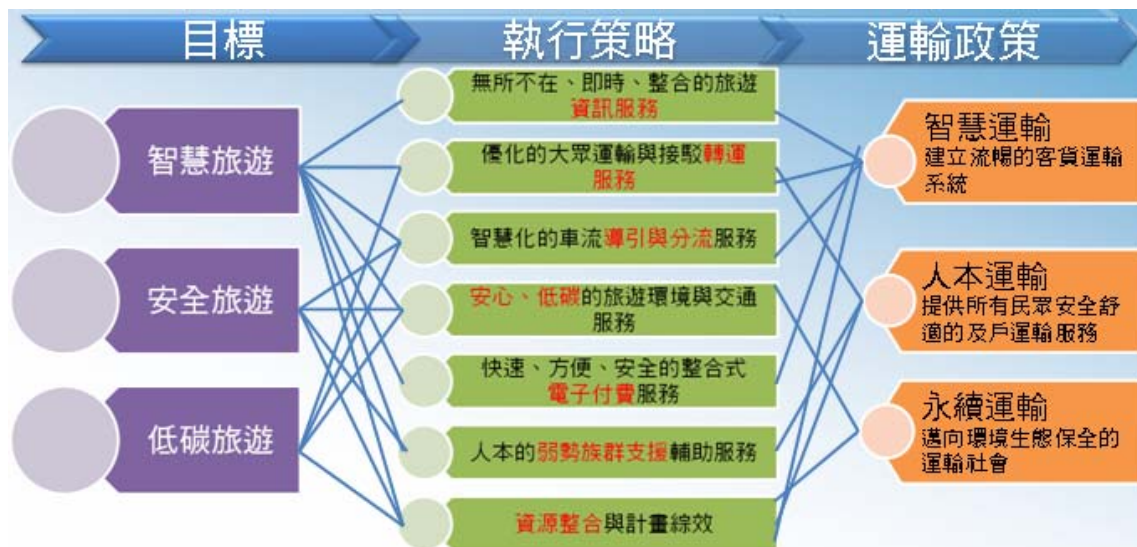 目標
執行策略
運輸政策
智慧旅遊
安全旅遊
低碳旅遊
無所不在、即時、整合的旅遊
資訊服務
優化的大眾運輸與接駁轉運
服務
智慧化的車流導引與分流服務
安心、低碳的旅遊環境與交通
服務
快速、方便、安全的整合式
電子付費服務
人本的弱勢族群支援輔助服務
資源整合與計畫綜效
智慧運輸
建立流暢的客貨運輸
系統
人本運輸
提供所有民眾安全舒
適的及戶運輸服務
永續運輸
邁向環境生態保全的
運輸社會